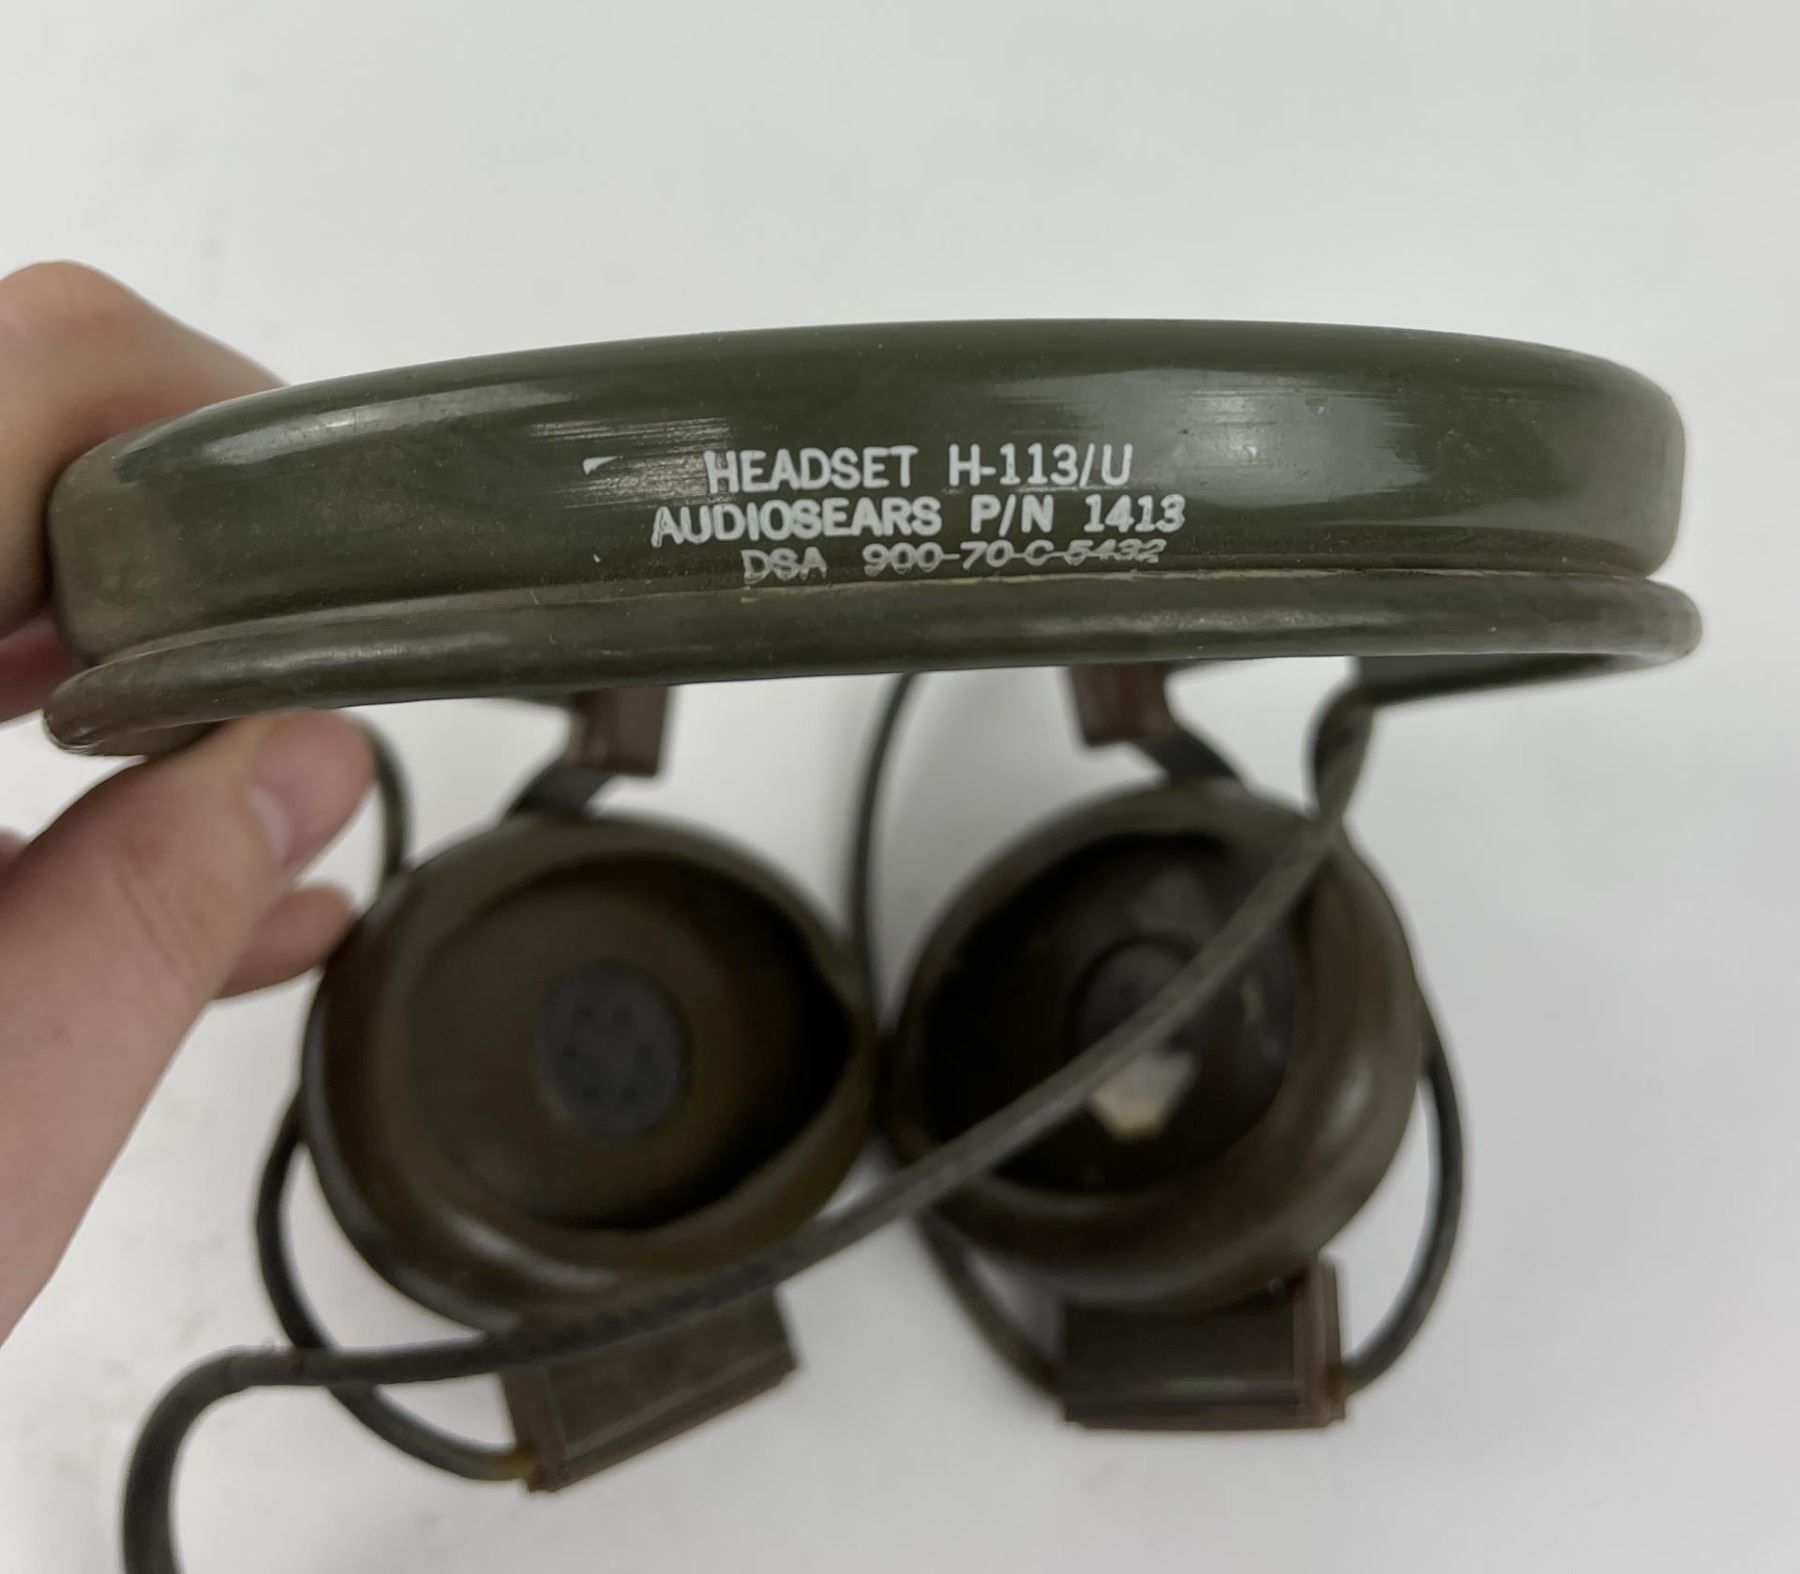 HEADSET H-113/U
AUDIOSEARS P/N 1413
DSA 900-70-C-5432